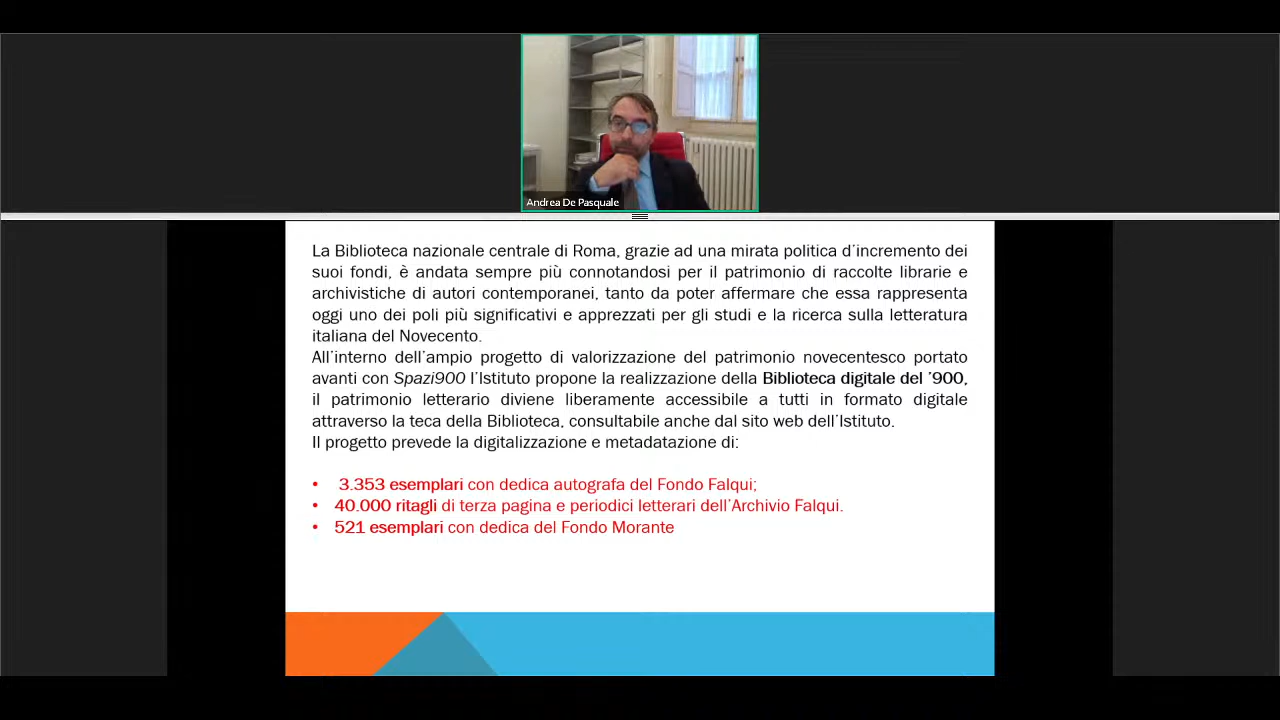 Andrea De Pasquale
La Biblioteca nazionale centrale di Roma, grazie ad una mirata politica d’incremento dei
suoi fondi, è andata sempre più connotandosi per il patrimonio di raccolte librarie e
archivistiche di autori contemporanei, tanto da poter affermare che essa rappresenta
oggi uno dei poli più significativi e apprezzati per gli studi e la ricerca sulla letteratura
italiana del Novecento.
All’interno dell’ampio progetto di valorizzazione del patrimonio novecentesco portato
avanti con Spazi900 l’Istituto propone la realizzazione della Biblioteca digitale del ’900,
il patrimonio letterario diviene liberamente accessibile a tutti in formato digitale
attraverso la teca della Biblioteca, consultabile anche dal sito web dell’Istituto.
Il progetto prevede la digitalizzazione e metadatazione di:
• 3.353 esemplari con dedica autografa del Fondo Falqui;
• 40.000 ritagli di terza pagina e periodici letterari dell’Archivio Falqui.
• 521 esemplari con dedica del Fondo Morante